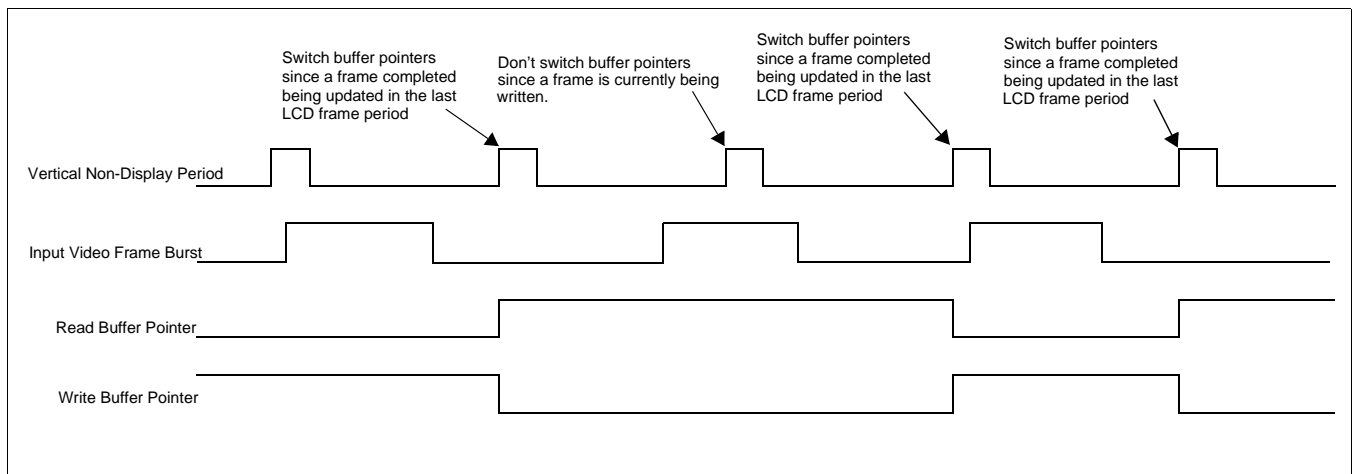 Switch buffer pointers
since a frame completed
being updated in the last
LCD frame period
Don't switch buffer pointers
since a frame is currently being
written.
Switch buffer pointers
since a frame completed
being updated in the last
LCD frame period
Switch buffer pointers
since a frame completed
being updated in the last
LCD frame period
Vertical Non-Display Period
Input Video Frame Burst
Read Buffer Pointer
Write Buffer Pointer